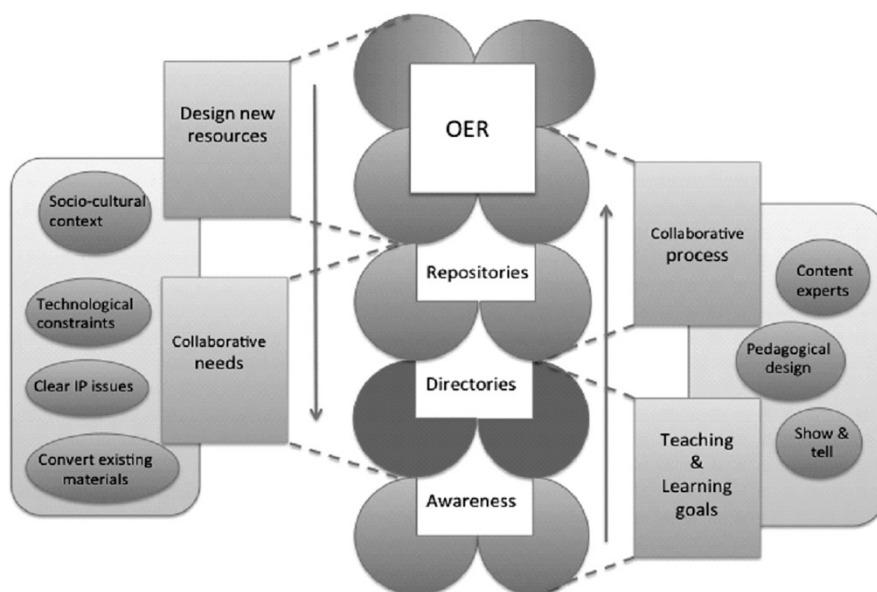 Design new
resources
Socio-cultural
context
Technological
constraints
Collaborative
needs
Clear IP issues
Convert existing
materials
OER
Repositories
Directories
Awareness
Collaborative
process
Content
experts
Pedagogical
design
Teaching
&
Learning
goals
Show &
tell